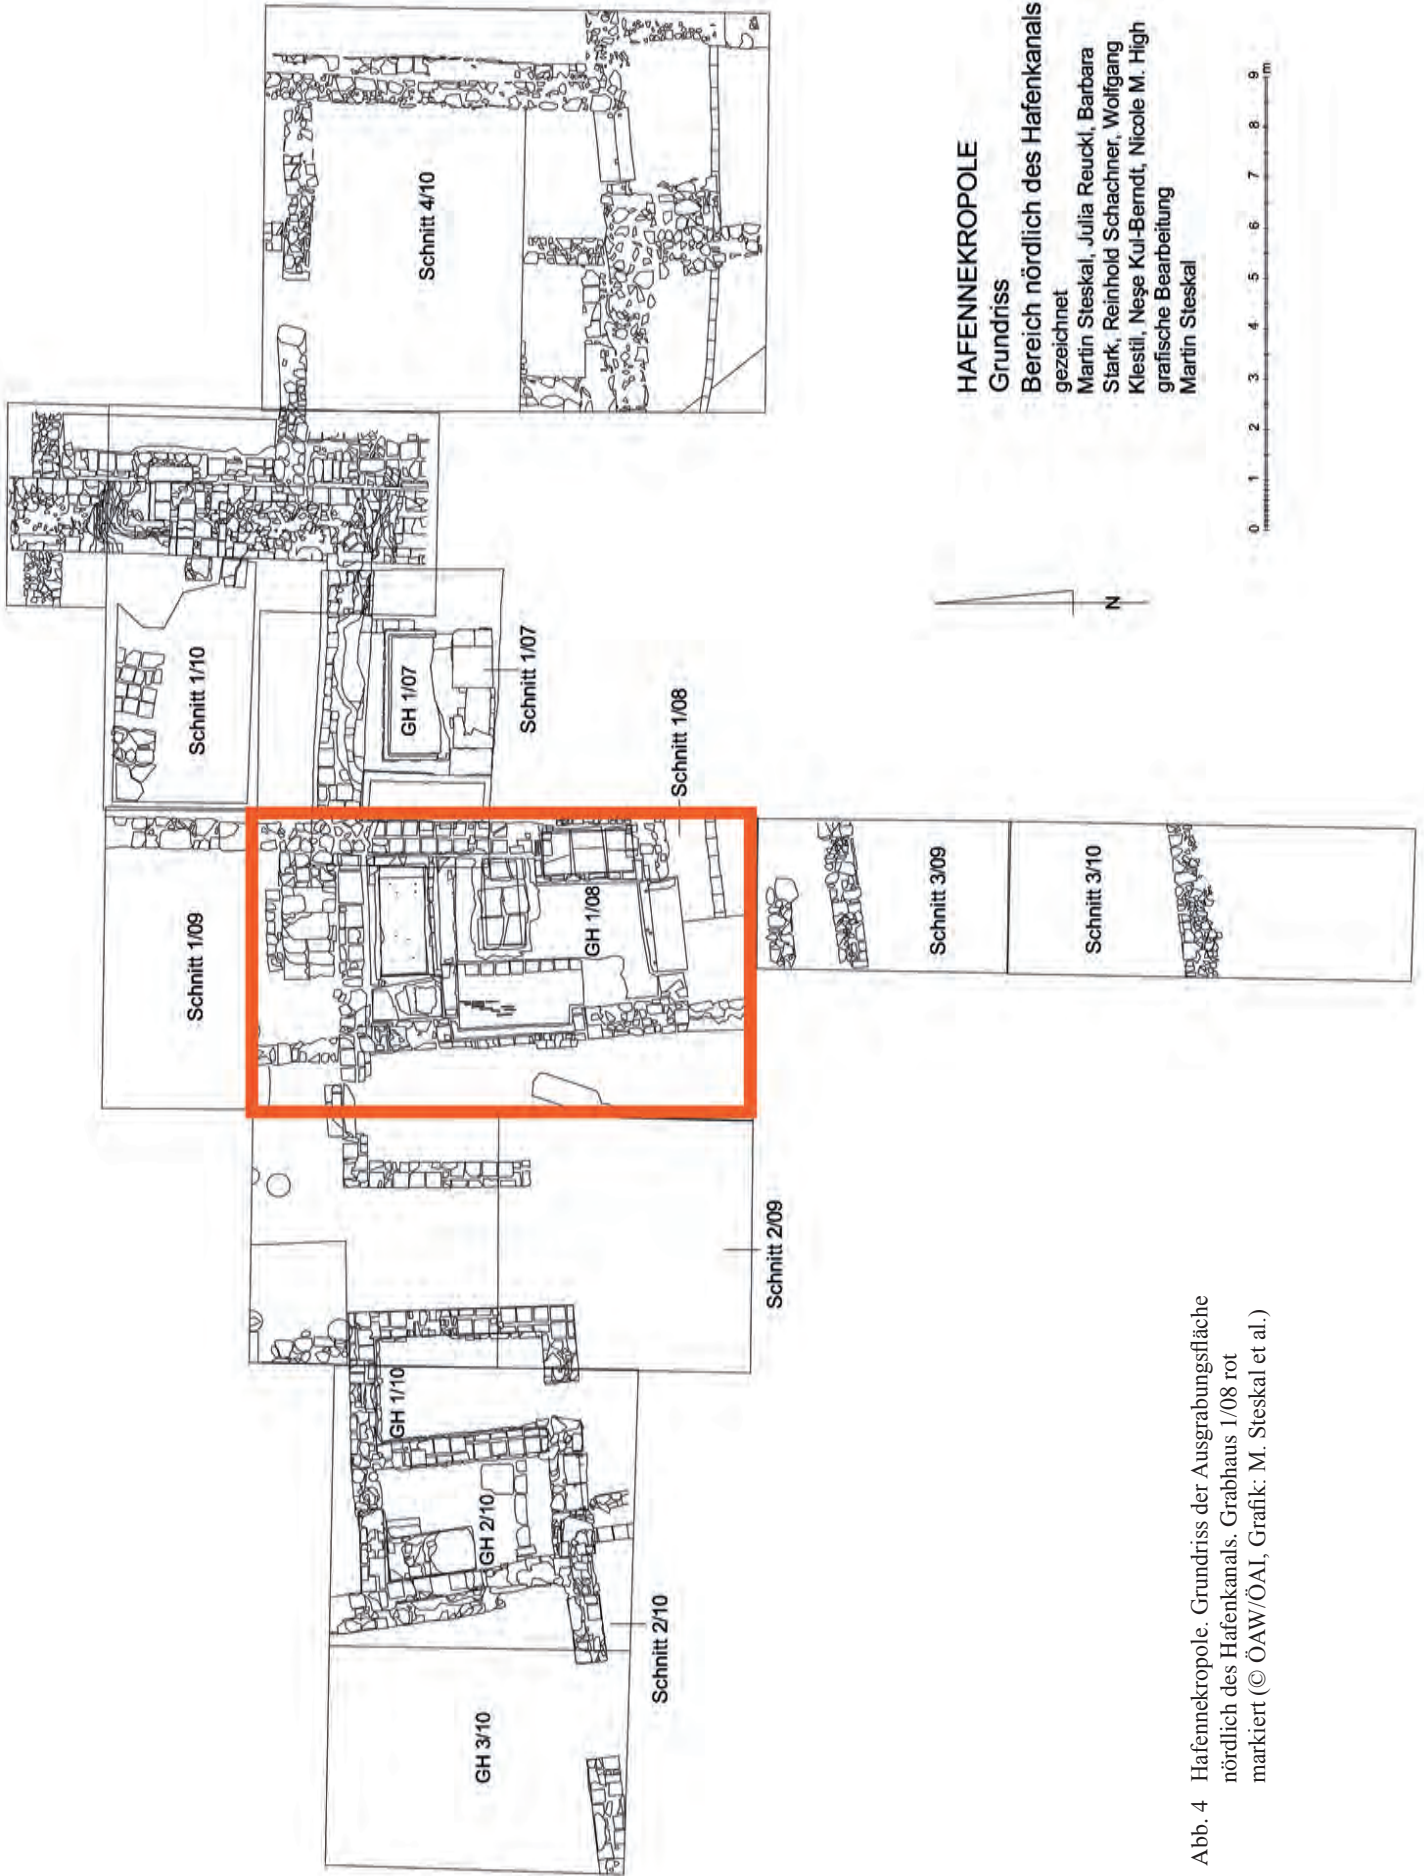 Schnitt 4/10
Schnitt 1/10
GH 1/07
Schnitt 1/07
Schnitt 1/09
Schnitt 1/08
GH 1/08
Schnitt 3/09
Schnitt 3/10
Schnitt 2/09
GH 1/10
GH 2/10
Schnitt 2/10
GH 3/10
HAFENNEKROPOLE
Grundriss
Bereich nördlich des Hafenkanals
gezeichnet
Martin Steskal, Julia Reuckl, Barbara
Stark, Reinhold Schachner, Wolfgang
Klestil, Neşe Kul-Berndt, Nicole M. High
grafische Bearbeitung
Martin Steskal
N
0 1 2 3 4 5 6 7 8 9 m
Abb. 4 Hafennekropole. Grundriss der Ausgrabungsfläche
nördlich des Hafenkanals. Grabhaus 1/08 rot
markiert (© ÖAW/ÖAI, Grafik: M. Steskal et al.)